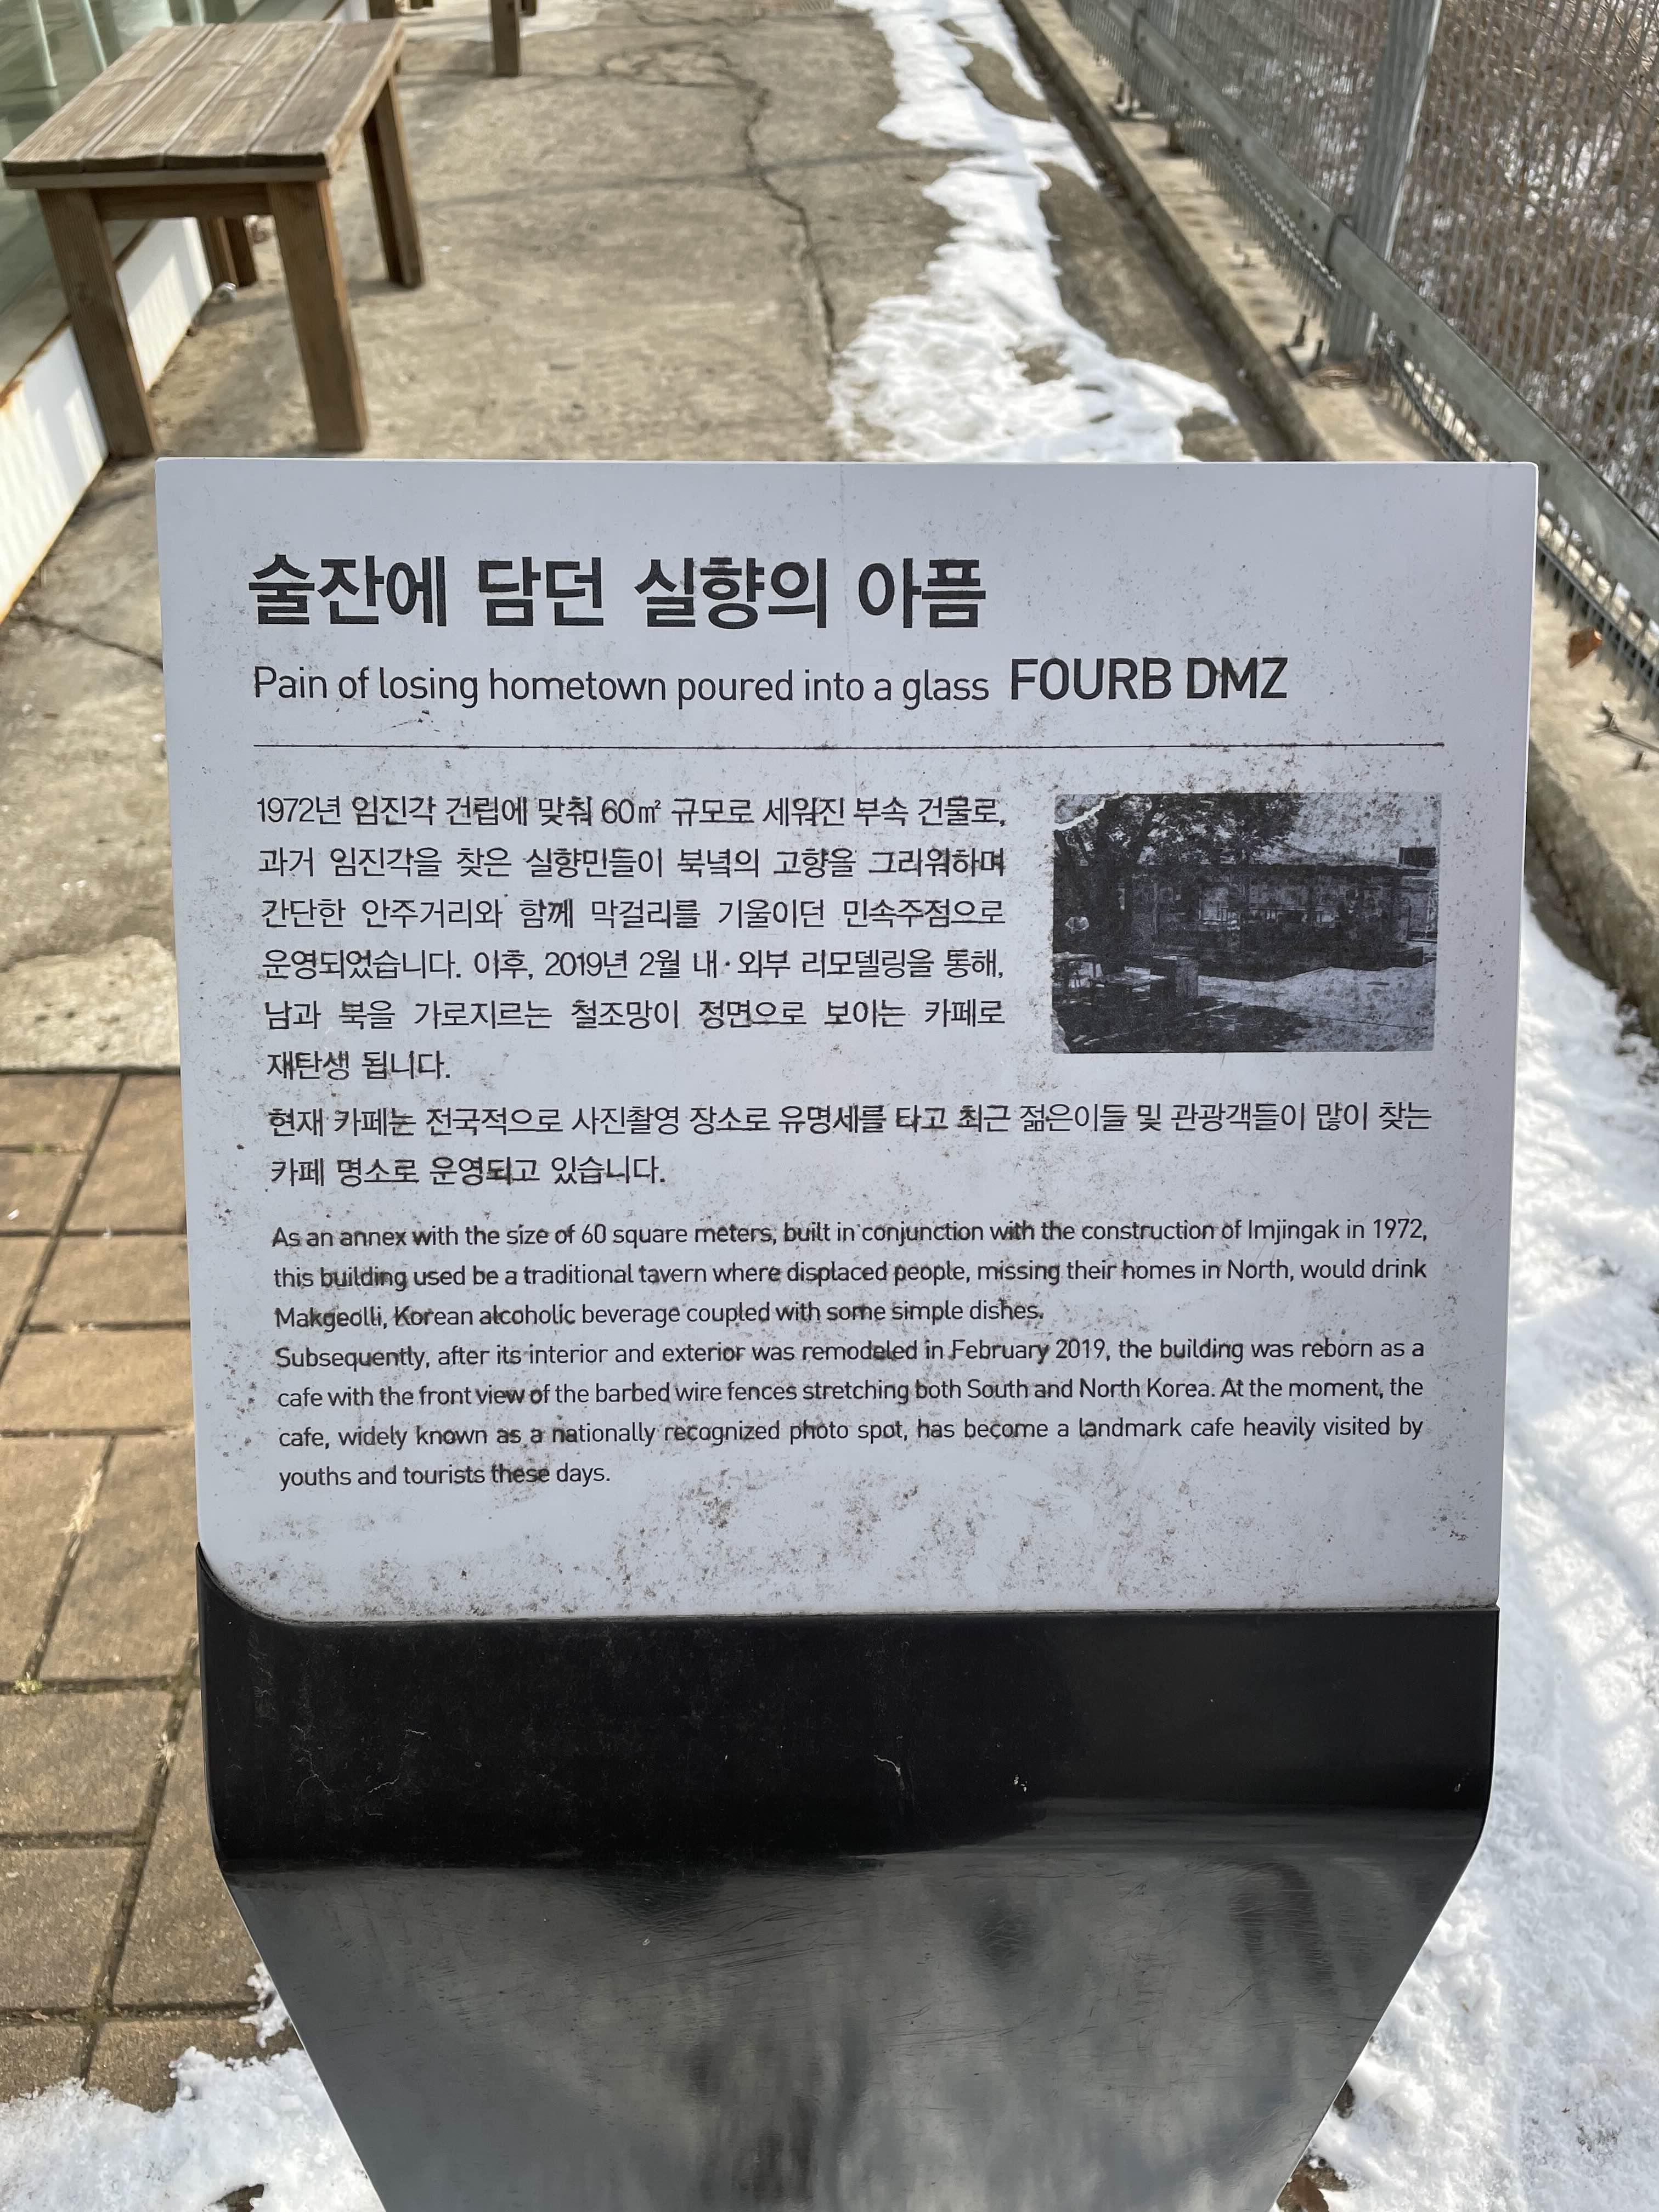 술잔에 담던 실향의 아픔
Pain of losing hometown poured into a glass FOURB DMZ
1972년 임진각 건립에 맞춰 60㎡ 규모로 세워진 부속 건물로,
과거 임진각을 찾은 실향민들이 북녘의 고향을 그리워하며
간단한 안주거리와 함께 막걸리를 기울이던 민속주점으로
운영되었습니다. 이후, 2019년 2월 내·외부 리모델링을 통해,
남과 북을 가로지르는 철조망이 정면으로 보이는 카페로
재탄생 됩니다.
현재 카페는 전국적으로 사진촬영 장소로 유명세를 타고 최근 젊은이들 및 관광객들이 많이 찾는
카페 명소로 운영되고 있습니다.
As an annex with the size of 60 square meters, built in conjunction with the construction of Imjingak in 1972,
this building used be a traditional tavern where displaced people, missing their homes in North, would drink
Makgeolli, Korean alcoholic beverage coupled with some simple dishes.
Subsequently, after its interior and exterior was remodeled in February 2019, the building was reborn as a
cafe with the front view of the barbed wire fences stretching both South and North Korea. At the moment, the
cafe, widely known as a nationally recognized photo spot, has become a landmark cafe heavily visited by
youths and tourists these days.